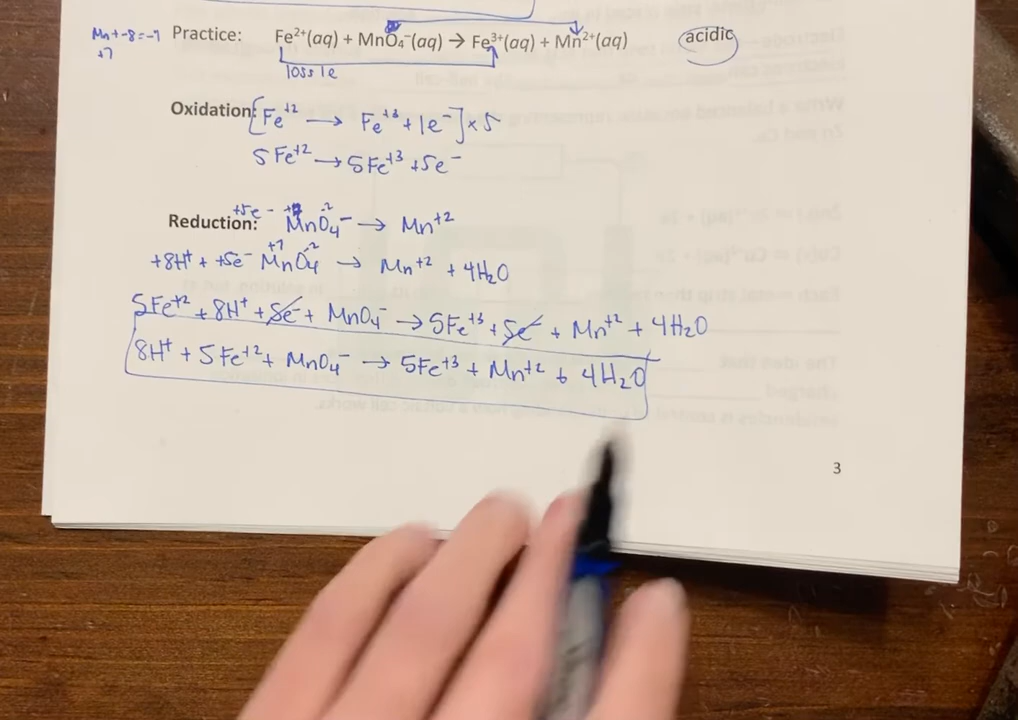 Mn + -8 = -1
+7
Practice: Fe²⁺(aq) + MnO₄⁻(aq) → Fe³⁺(aq) + Mn²⁺(aq) acidic
loss 1e
Oxidation: [Fe⁺² → Fe⁺³ + 1e⁻] × 5
5Fe⁺² → 5Fe⁺³ + 5e⁻
+5e⁻ -2
Reduction: MnO₄⁻ → Mn⁺²
+7 -2
+8H⁺ + +5e⁻ MnO₄ → Mn⁺² + 4H₂O
5Fe⁺² + 8H⁺ + 5e⁻ + MnO₄⁻ → 5Fe⁺³ + 5e⁻ + Mn⁺² + 4H₂O
8H⁺ + 5Fe⁺² + MnO₄⁻ → 5Fe⁺³ + Mn⁺² + 4H₂O
3